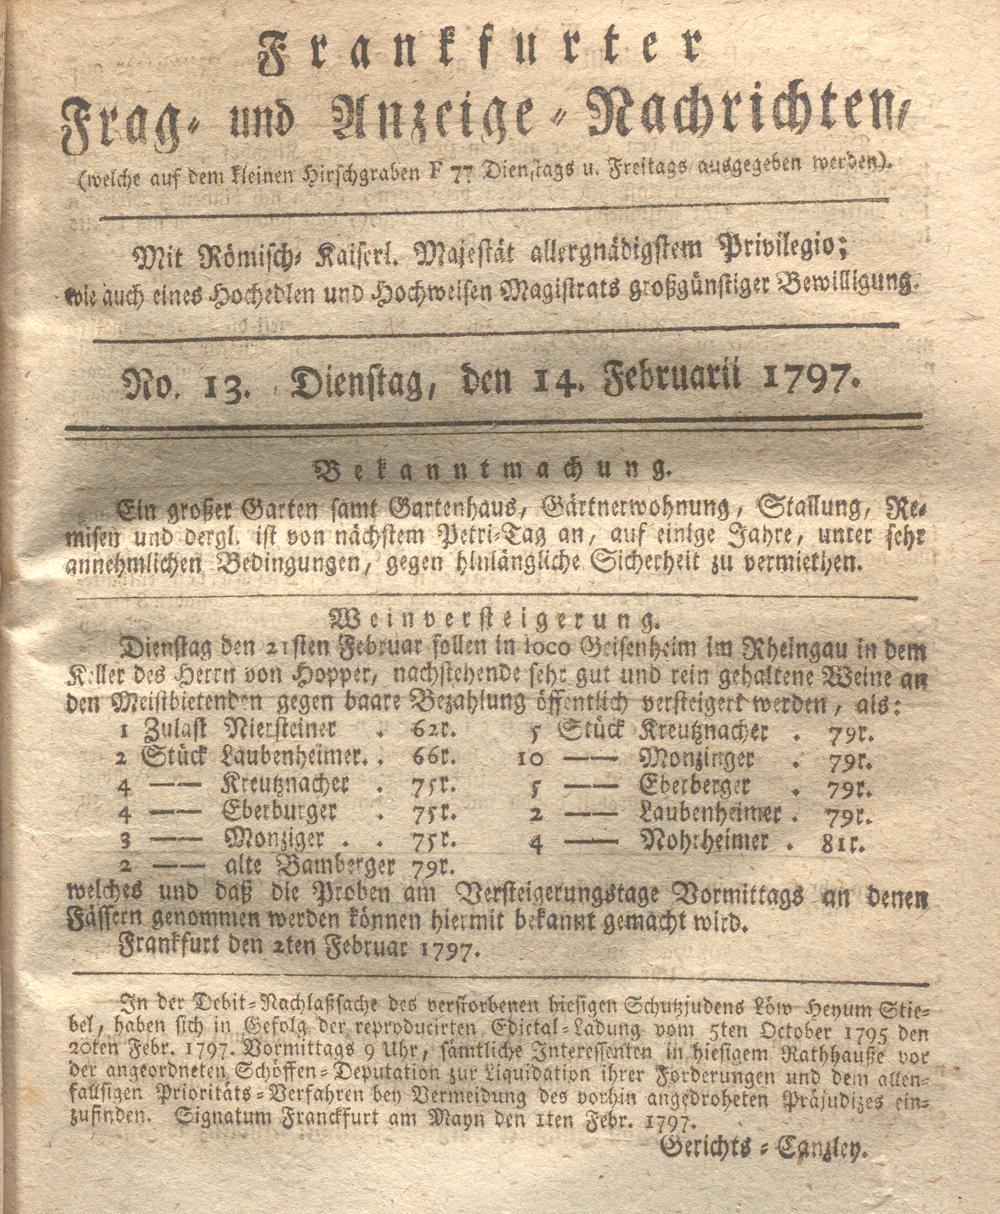 Frankfurter
Frag- und Anzeige-Nachrichten,
(welche auf dem kleinen Hirschgraben F 77 Dienstags u. Freitags ausgegeben werden).
Mit Römisch- Kaiserl. Majestät allergnädigstem Privilegio;
wie auch eines Hochedlen und Hochweisen Magistrats großgünstiger Bewilligung.
No. 13. Dienstag, den 14. Februarii 1797.
Bekanntmachung.
Ein großer Garten samt Gartenhaus, Gärtnerwohnung, Stallung, Re-
misen und dergl. ist von nächstem Petri-Tag an, auf einige Jahre, unter sehr
annehmlichen Bedingungen, gegen hinlängliche Sicherheit zu vermiethen.
Weinversteigerung.
Dienstag den 21sten Februar sollen in loco Geisenheim im Rheingau in dem
Keller des Herrn von Hopper, nachstehende sehr gut und rein gehaltene Weine an
den Meistbietenden gegen baare Bezahlung öffentlich versteigert werden, als:
1 Zulast Niersteiner . 62r. 5 Stück Kreutznacher . 79r.
2 Stück Laubenheimer. . 66r. 10 —— Monzinger . 79r.
4 —— Kreutznacher . 75r. 5 —— Eberberger . 79r.
4 —— Eberburger . 75r. 2 —— Laubenheimer . 79r.
3 —— Monziger . . 75r. 4 —— Nohrheimer . 81r.
2 —— alte Bamberger 79r.
welches und daß die Proben am Versteigerungstage Vormittags an denen
Fässern genommen werden können hiermit bekannt gemacht wird.
Frankfurt den 2ten Februar 1797.
In der Debit-Nachlaßsache des verstorbenen hiesigen Schutzjudens Löw Heyum Stie-
bel, haben sich in Gefolg der reproducirten Edictal-Ladung vom 5ten October 1795 den
20ten Febr. 1797. Vormittags 9 Uhr, sämtliche Interessenten in hiesigem Rathhauße vor
der angeordneten Schöffen-Deputation zur Liquidation ihrer Forderungen und dem allen-
fallsigen Prioritäts-Verfahren bey Vermeidung des vorhin angedroheten Präjudizes ein-
zufinden. Signatum Franckfurt am Mayn den 1ten Febr. 1797.
Gerichts-Canzley.